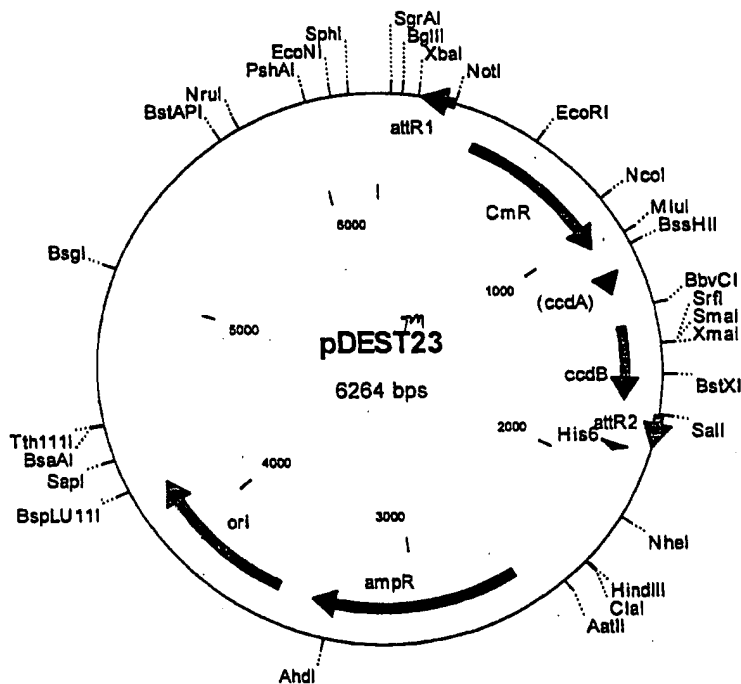 SgrAI
BglII
XbaI
NotI
SphI
EcoNI
PshAI
NruI
BstAPI
attR1
EcoRI
CmR
NcoI
MluI
BssHII
6000
BsgI
1000
(ccdA)
BbvCI
SrfI
SmaI
XmaI
5000
pDEST23 TM
6264 bps
ccdB
BstXI
attR2
SalI
2000
His6
Tth111I
BsaAI
SapI
BspLU11I
4000
ori
3000
ampR
NheI
HindIII
ClaI
AatII
AhdI